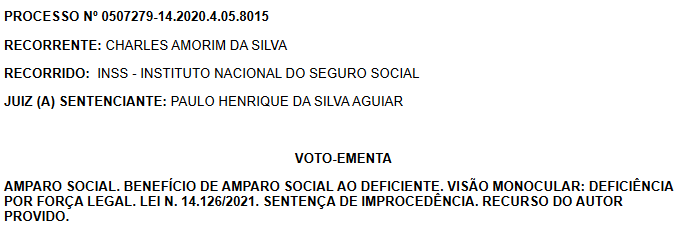 PROCESSO Nº 0507279-14.2020.4.05.8015
RECORRENTE: CHARLES AMORIM DA SILVA
RECORRIDO: INSS - INSTITUTO NACIONAL DO SEGURO SOCIAL
JUIZ (A) SENTENCIANTE: PAULO HENRIQUE DA SILVA AGUIAR
VOTO-EMENTA
AMPARO SOCIAL. BENEFÍCIO DE AMPARO SOCIAL AO DEFICIENTE. VISÃO MONOCULAR: DEFICIÊNCIA
POR FORÇA LEGAL. LEI N. 14.126/2021. SENTENÇA DE IMPROCEDÊNCIA. RECURSO DO AUTOR
PROVIDO.